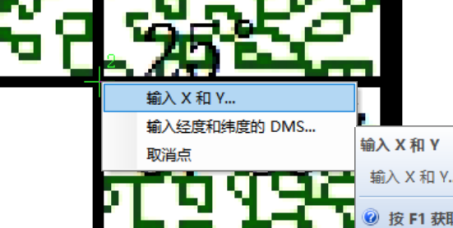 25°
2
输入 X 和 Y...
输入经度和纬度的 DMS...
取消点
输入 X 和 Y
输入 X 和 Y.
按 F1 获取